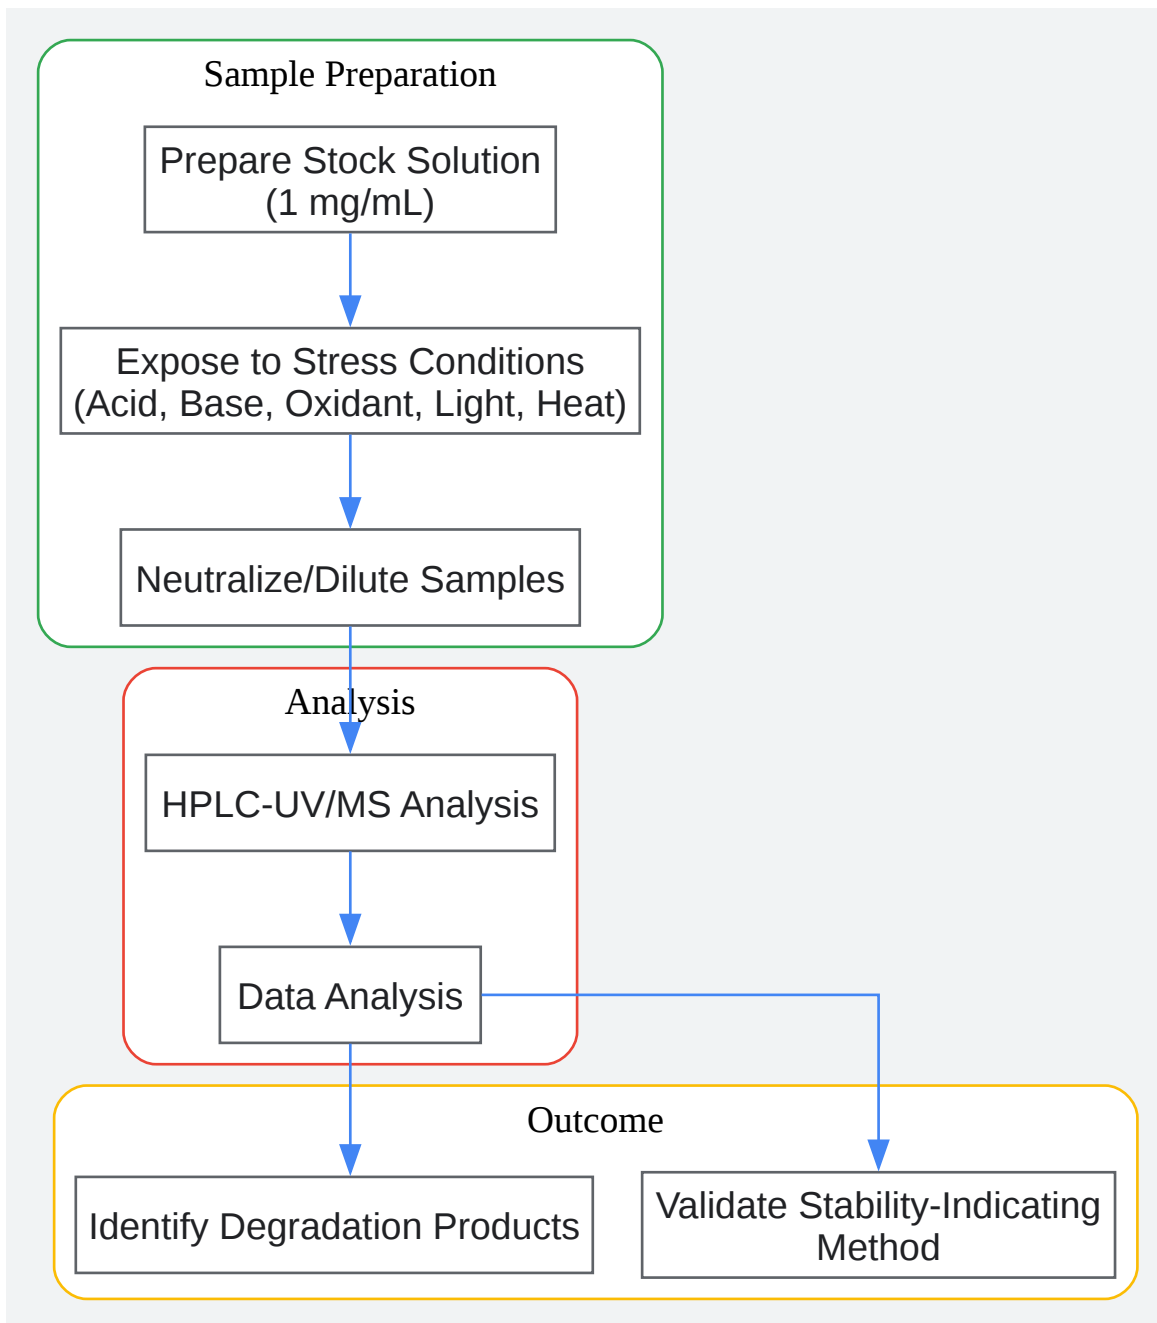 Sample Preparation
Prepare Stock Solution
(1 mg/mL)
Expose to Stress Conditions
(Acid, Base, Oxidant, Light, Heat)
Neutralize/Dilute Samples
Analysis
HPLC-UV/MS Analysis
Data Analysis
Outcome
Identify Degradation Products
Validate Stability-Indicating
Method